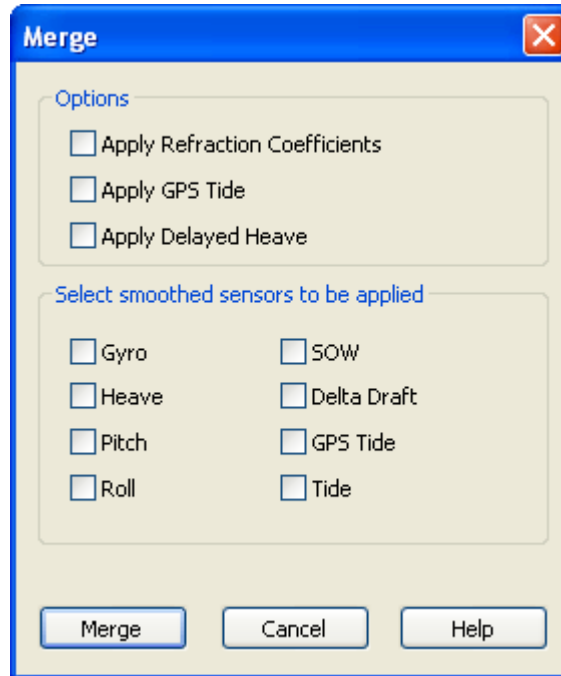 Merge
Options
Apply Refraction Coefficients
Apply GPS Tide
Apply Delayed Heave
Select smoothed sensors to be applied
Gyro SOW
Heave Delta Draft
Pitch GPS Tide
Roll Tide
Merge Cancel Help